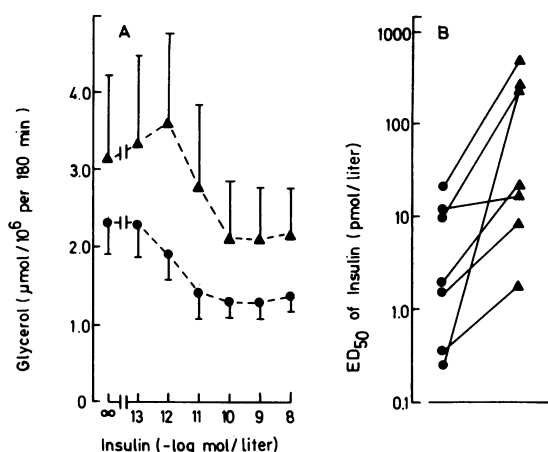 A
4.0
3.0
2.0
1.0
0
Glycerol (μmol/10⁶ per 180 min)
∞ 13 12 11 10 9 8
Insulin (-log mol/liter)
B
1000
100
10
1.0
0.1
ED50 of Insulin (pmol/liter)